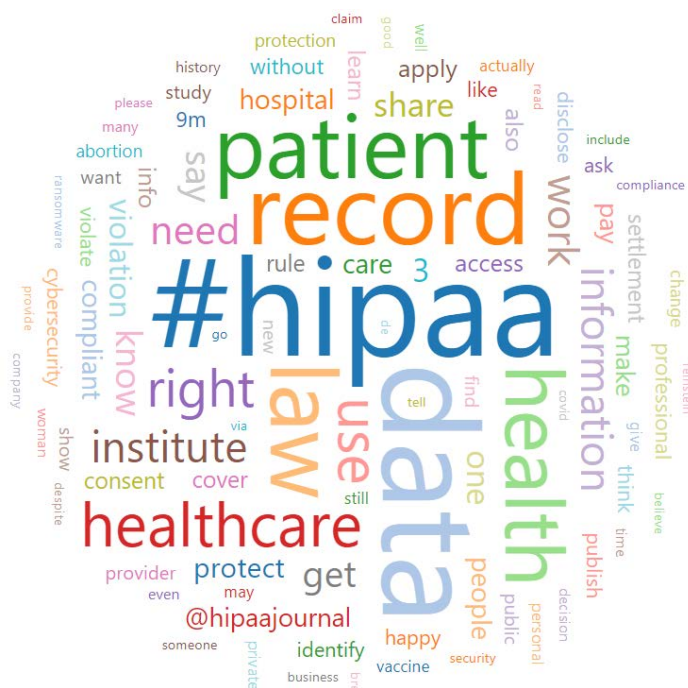 claim
good
well
protection
learn
history
without
apply
actually
please
study
hospital
share
like
read
disclose
many
9m
patient
also
include
abortion
say
ask
compliance
want
info
record
work
ransomware
violate
violation
need
pay
settlement
rule
care
3
access
cybersecurity
compliant
know
#hipaa
information
change
provide
go
new
de
make
professional
company
right
law
data
find
health
covid
woman
via
use
tell
one
give
institute
show
think
believe
consent
cover
still
despite
healthcare
time
publish
provider
protect
get
people
public
personal
decision
even
may
@hipaajournal
happy
someone
private
identify
vaccine
security
business